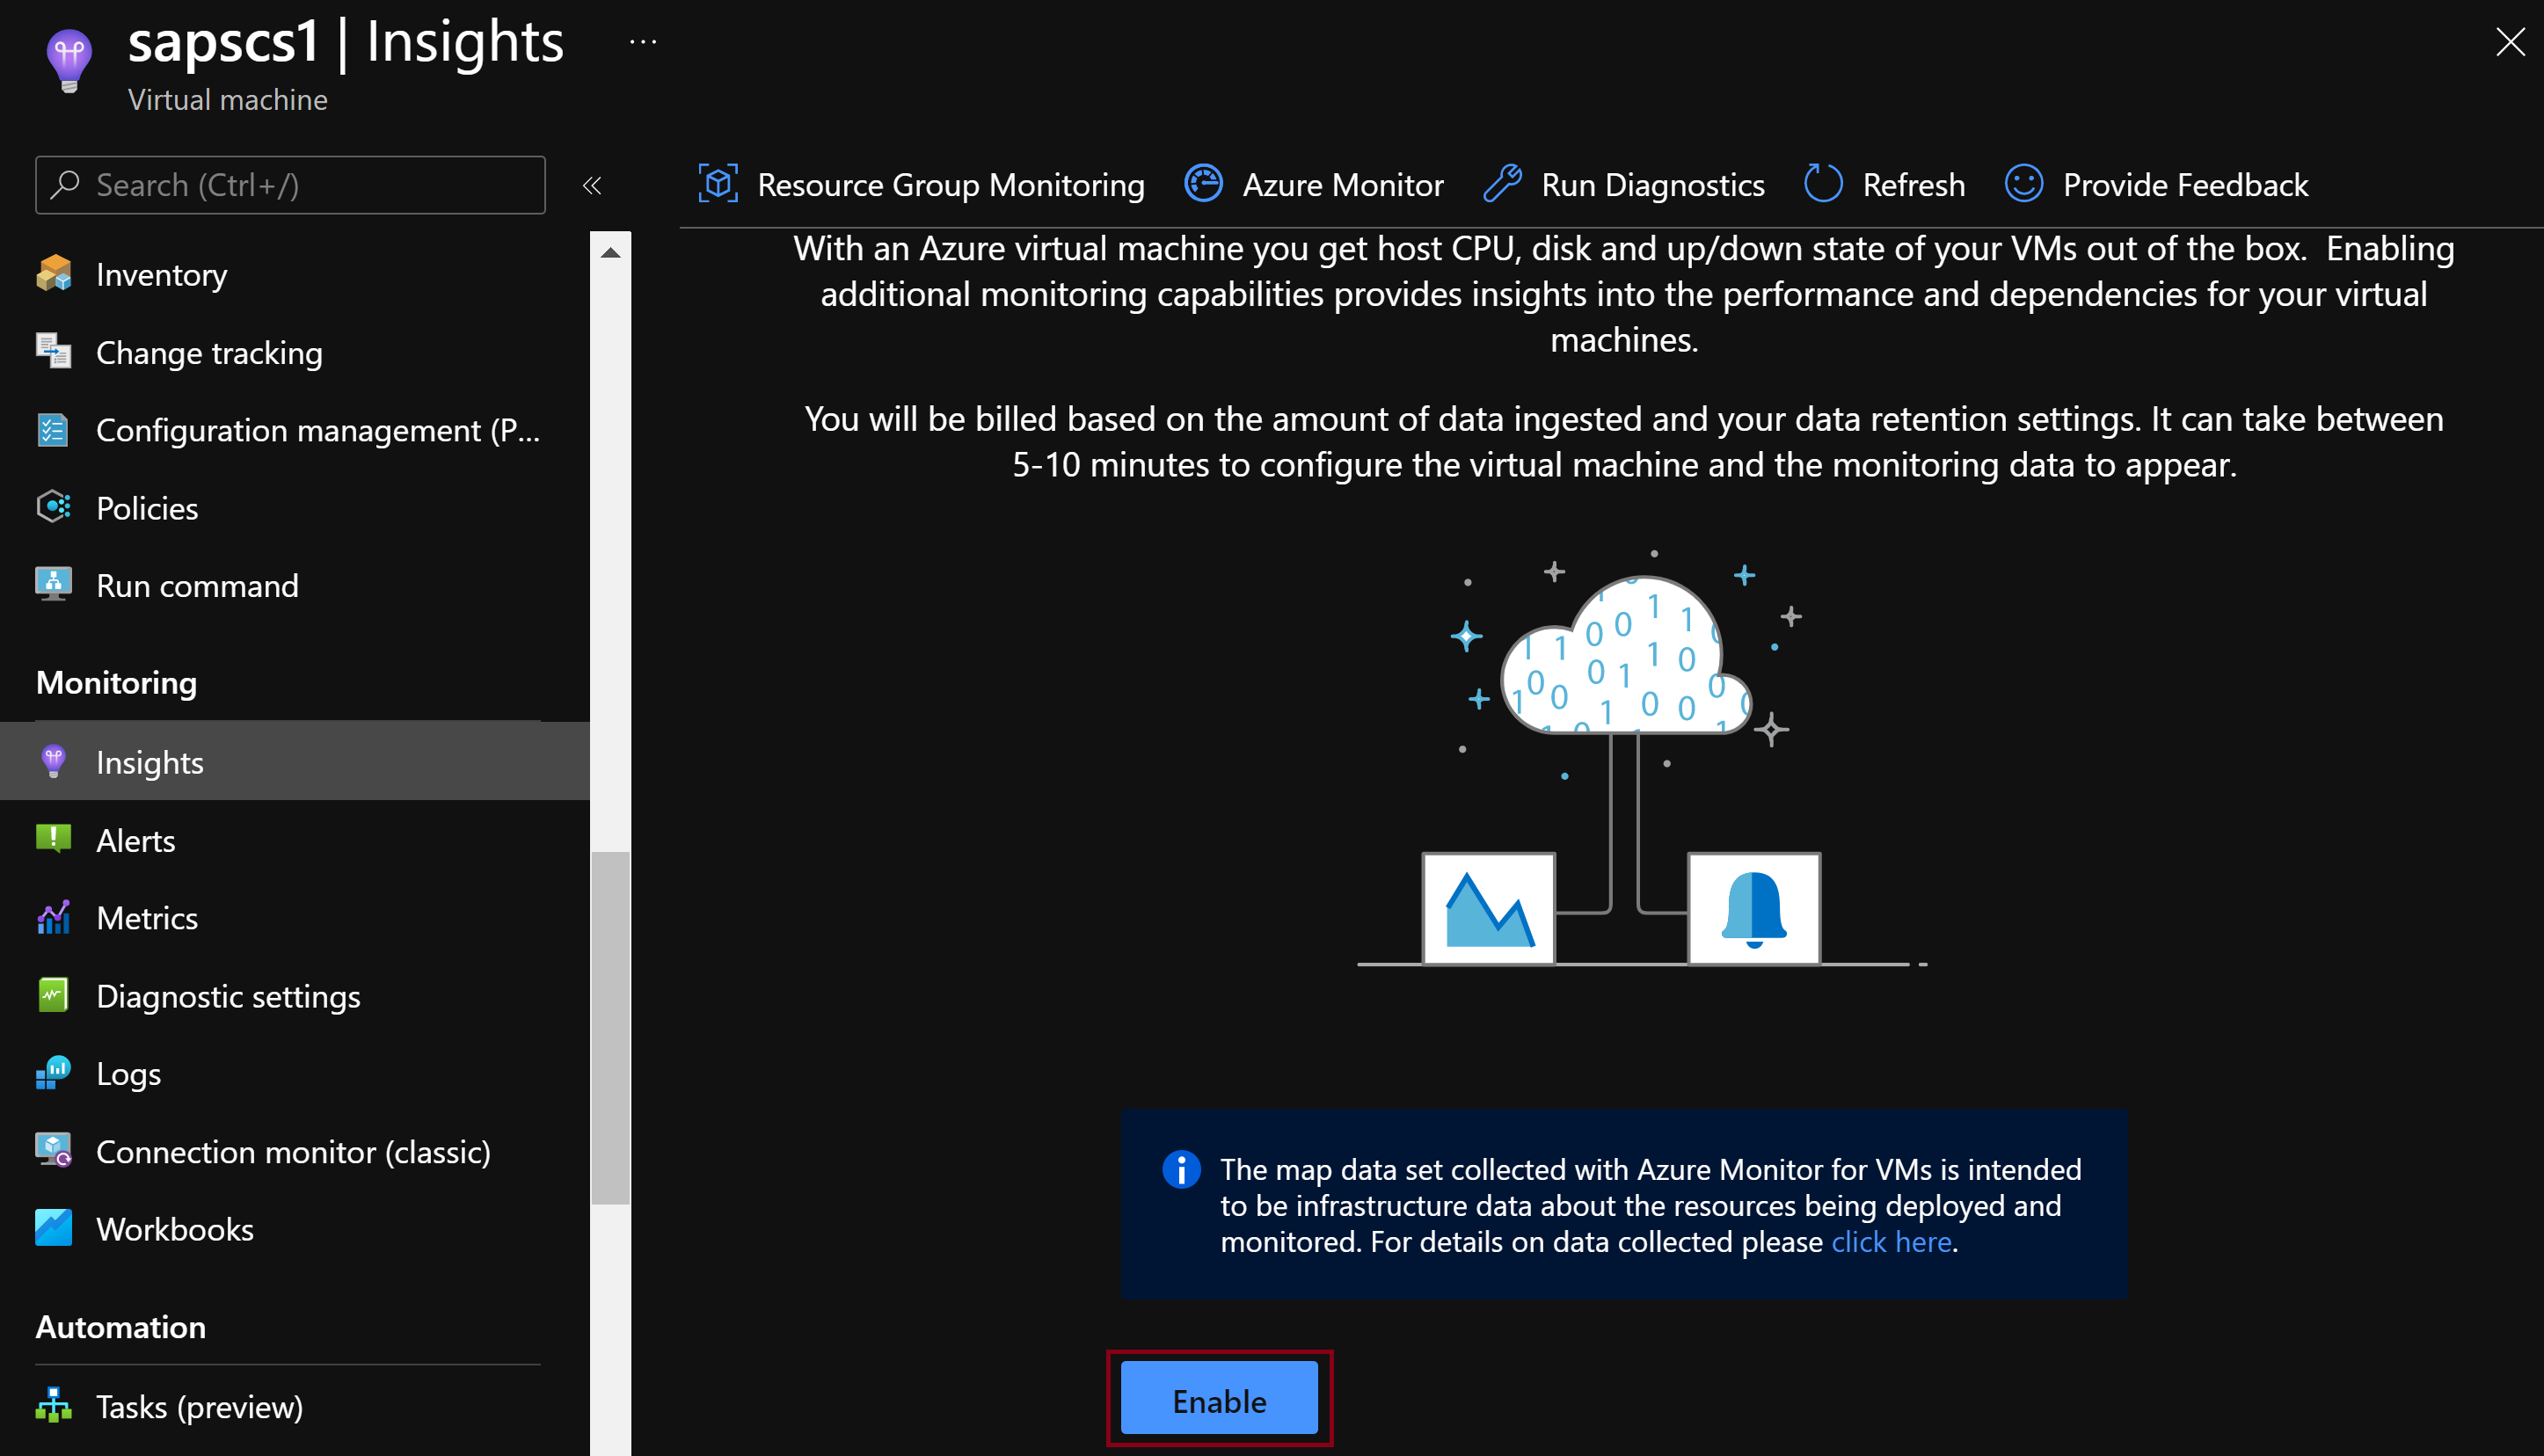 sapscs1 | Insights ...
Virtual machine
Search (Ctrl+/)
«
Inventory
Change tracking
Configuration management (P...
Policies
Run command
Monitoring
Insights
Alerts
Metrics
Diagnostic settings
Logs
Connection monitor (classic)
Workbooks
Automation
Tasks (preview)
Resource Group Monitoring
Azure Monitor
Run Diagnostics
Refresh
Provide Feedback
With an Azure virtual machine you get host CPU, disk and up/down state of your VMs out of the box. Enabling
additional monitoring capabilities provides insights into the performance and dependencies for your virtual
machines.
You will be billed based on the amount of data ingested and your data retention settings. It can take between
5-10 minutes to configure the virtual machine and the monitoring data to appear.
The map data set collected with Azure Monitor for VMs is intended
to be infrastructure data about the resources being deployed and
monitored. For details on data collected please click here.
Enable